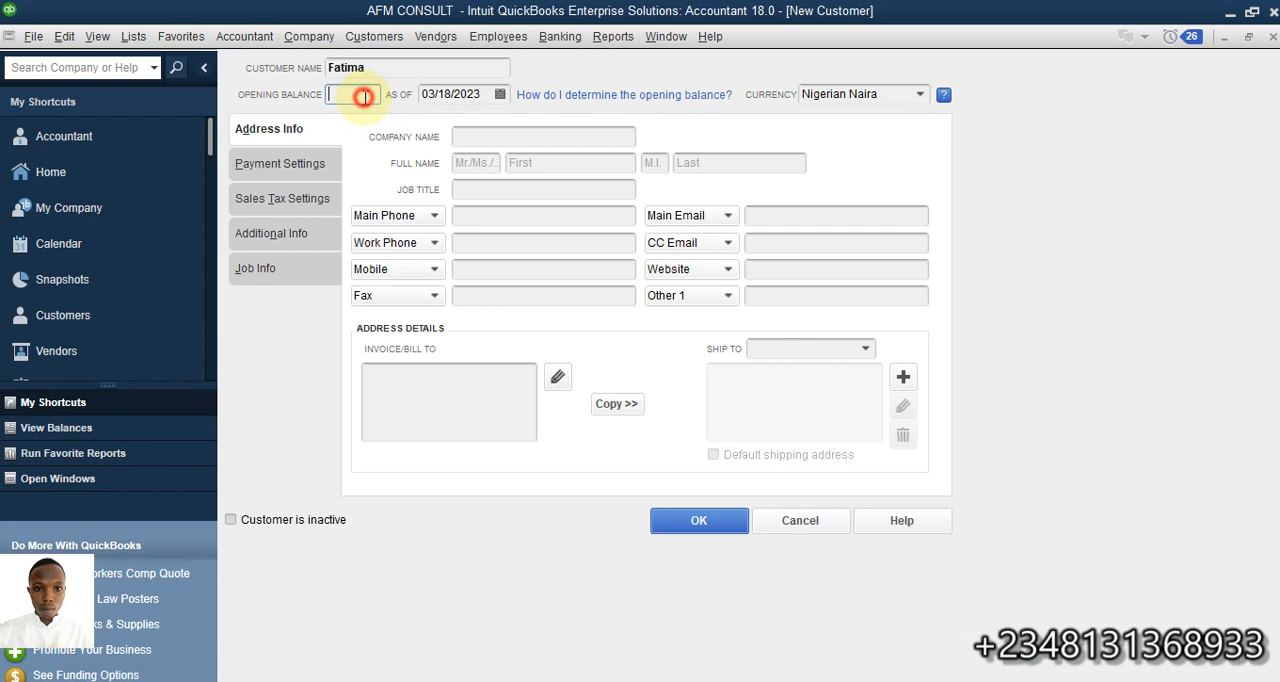 AFM CONSULT - Intuit QuickBooks Enterprise Solutions: Accountant 18.0 - [New Customer]
File Edit View Lists Favorites Accountant Company Customers Vendors Employees Banking Reports Window Help 26
Search Company or Help
My Shortcuts
Accountant
Home
My Company
Calendar
Snapshots
Customers
Vendors
My Shortcuts
View Balances
Run Favorite Reports
Open Windows
Do More With QuickBooks
orkers Comp Quote
Law Posters
ks & Supplies
Promote Your Business
See Funding Options
CUSTOMER NAME Fatima
OPENING BALANCE AS OF 03/18/2023 How do I determine the opening balance? CURRENCY Nigerian Naira ?
Address Info
Payment Settings
Sales Tax Settings
Additional Info
Job Info
COMPANY NAME
FULL NAME Mr./Ms./.. First M.I. Last
JOB TITLE
Main Phone Main Email
Work Phone CC Email
Mobile Website
Fax Other 1
ADDRESS DETAILS
INVOICE/BILL TO SHIP TO
Copy >>
Default shipping address
Customer is inactive
OK Cancel Help
+2348131368933